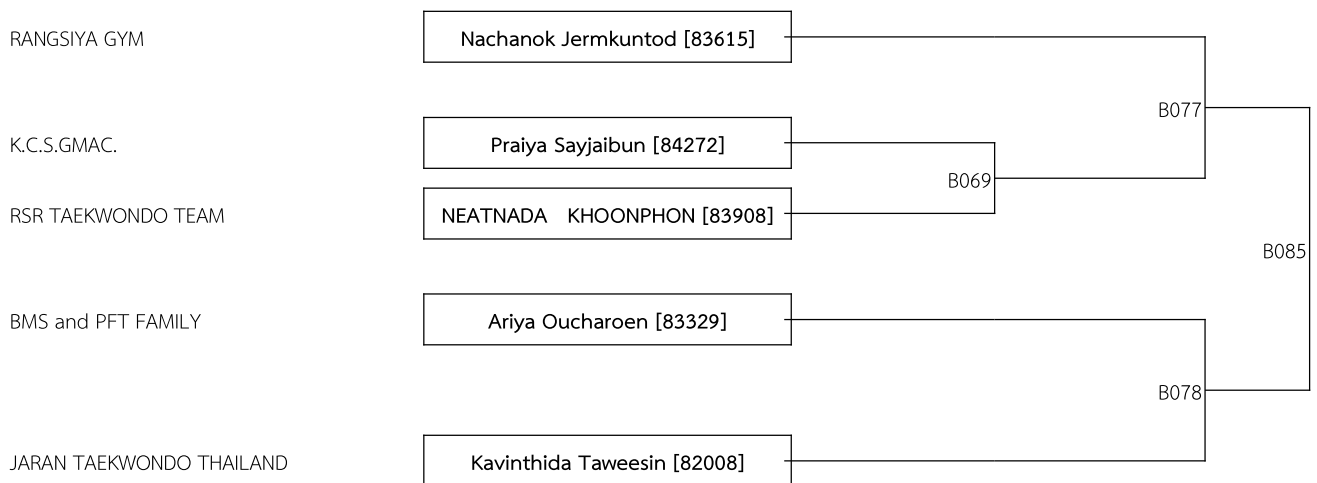 RANGSIYA GYM
Nachanok Jermkuntod [83615]
B077
K.C.S.GMAC.
Praiya Sayjaibun [84272]
B069
RSR TAEKWONDO TEAM
NEATNADA KHOONPHON [83908]
B085
BMS and PFT FAMILY
Ariya Oucharoen [83329]
B078
JARAN TAEKWONDO THAILAND
Kavinthida Taweesin [82008]